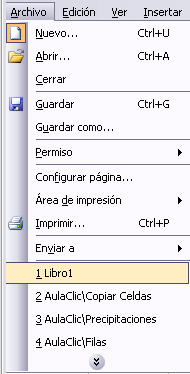 Archivo Edición Ver Insertar
Nuevo... Ctrl+U
Abrir... Ctrl+A
Cerrar
Guardar Ctrl+G
Guardar como...
Permiso
Configurar página...
Área de impresión
Imprimir... Ctrl+P
Enviar a
1 Libro1
2 AulaClic\Copiar Celdas
3 AulaClic\Precipitaciones
4 AulaClic\Filas